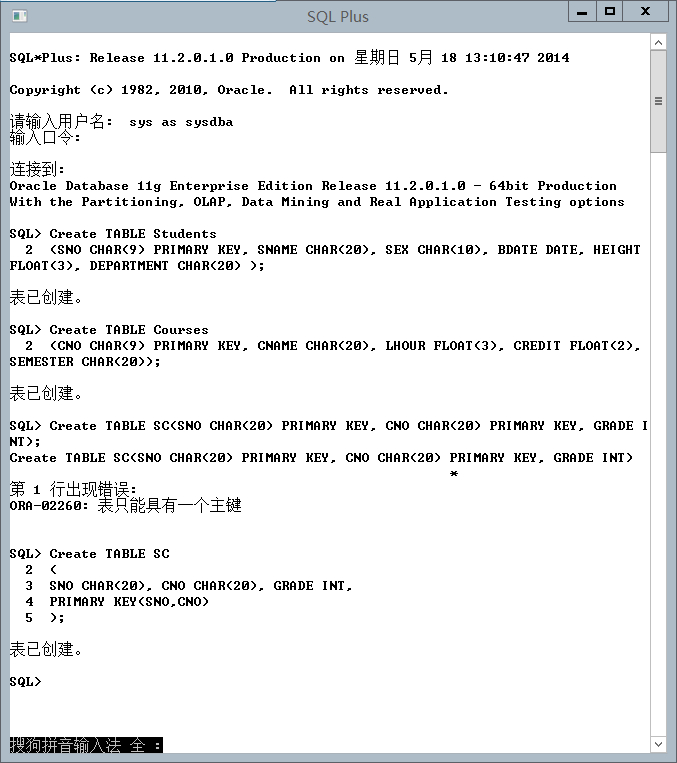 SQL Plus
SQL*Plus: Release 11.2.0.1.0 Production on 星期日 5月 18 13:10:47 2014
Copyright (c) 1982, 2010, Oracle.  All rights reserved.
请输入用户名:  sys as sysdba
输入口令:
连接到:
Oracle Database 11g Enterprise Edition Release 11.2.0.1.0 - 64bit Production
With the Partitioning, OLAP, Data Mining and Real Application Testing options
SQL> Create TABLE Students
  2  (SNO CHAR(9) PRIMARY KEY, SNAME CHAR(20), SEX CHAR(10), BDATE DATE, HEIGHT
FLOAT(3), DEPARTMENT CHAR(20) );
表已创建。
SQL> Create TABLE Courses
  2  (CNO CHAR(9) PRIMARY KEY, CNAME CHAR(20), LHOUR FLOAT(3), CREDIT FLOAT(2),
SEMESTER CHAR(20));
表已创建。
SQL> Create TABLE SC(SNO CHAR(20) PRIMARY KEY, CNO CHAR(20) PRIMARY KEY, GRADE I
NT);
Create TABLE SC(SNO CHAR(20) PRIMARY KEY, CNO CHAR(20) PRIMARY KEY, GRADE INT)
*
第 1 行出现错误:
ORA-02260: 表只能具有一个主键
SQL> Create TABLE SC
  2  (
  3  SNO CHAR(20), CNO CHAR(20), GRADE INT,
  4  PRIMARY KEY(SNO,CNO)
  5  );
表已创建。
SQL>
搜狗拼音输入法 全 :